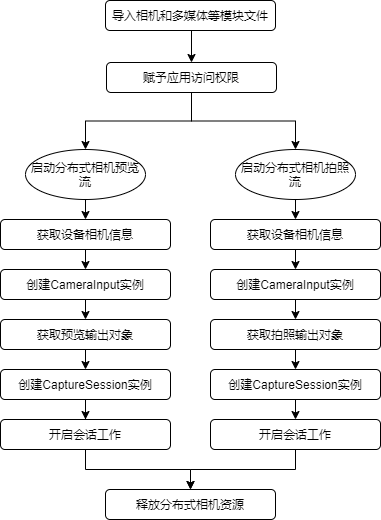 导入相机和多媒体等模块文件
赋予应用访问权限
启动分布式相机预览
流
获取设备相机信息
创建CameraInput实例
获取预览输出对象
创建CaptureSession实例
开启会话工作
启动分布式相机拍照
流
获取设备相机信息
创建CameraInput实例
获取拍照输出对象
创建CaptureSession实例
开启会话工作
释放分布式相机资源